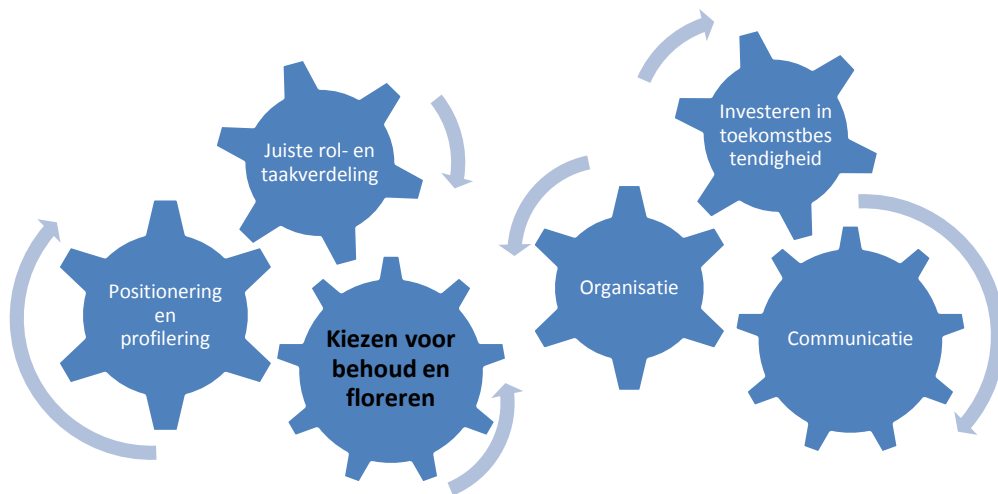 Juiste rol- en
taakverdeling
Positionering
en
profilering
Kiezen voor
behoud en
floreren
Investeren in
toekomstbes
tendigheid
Organisatie
Communicatie